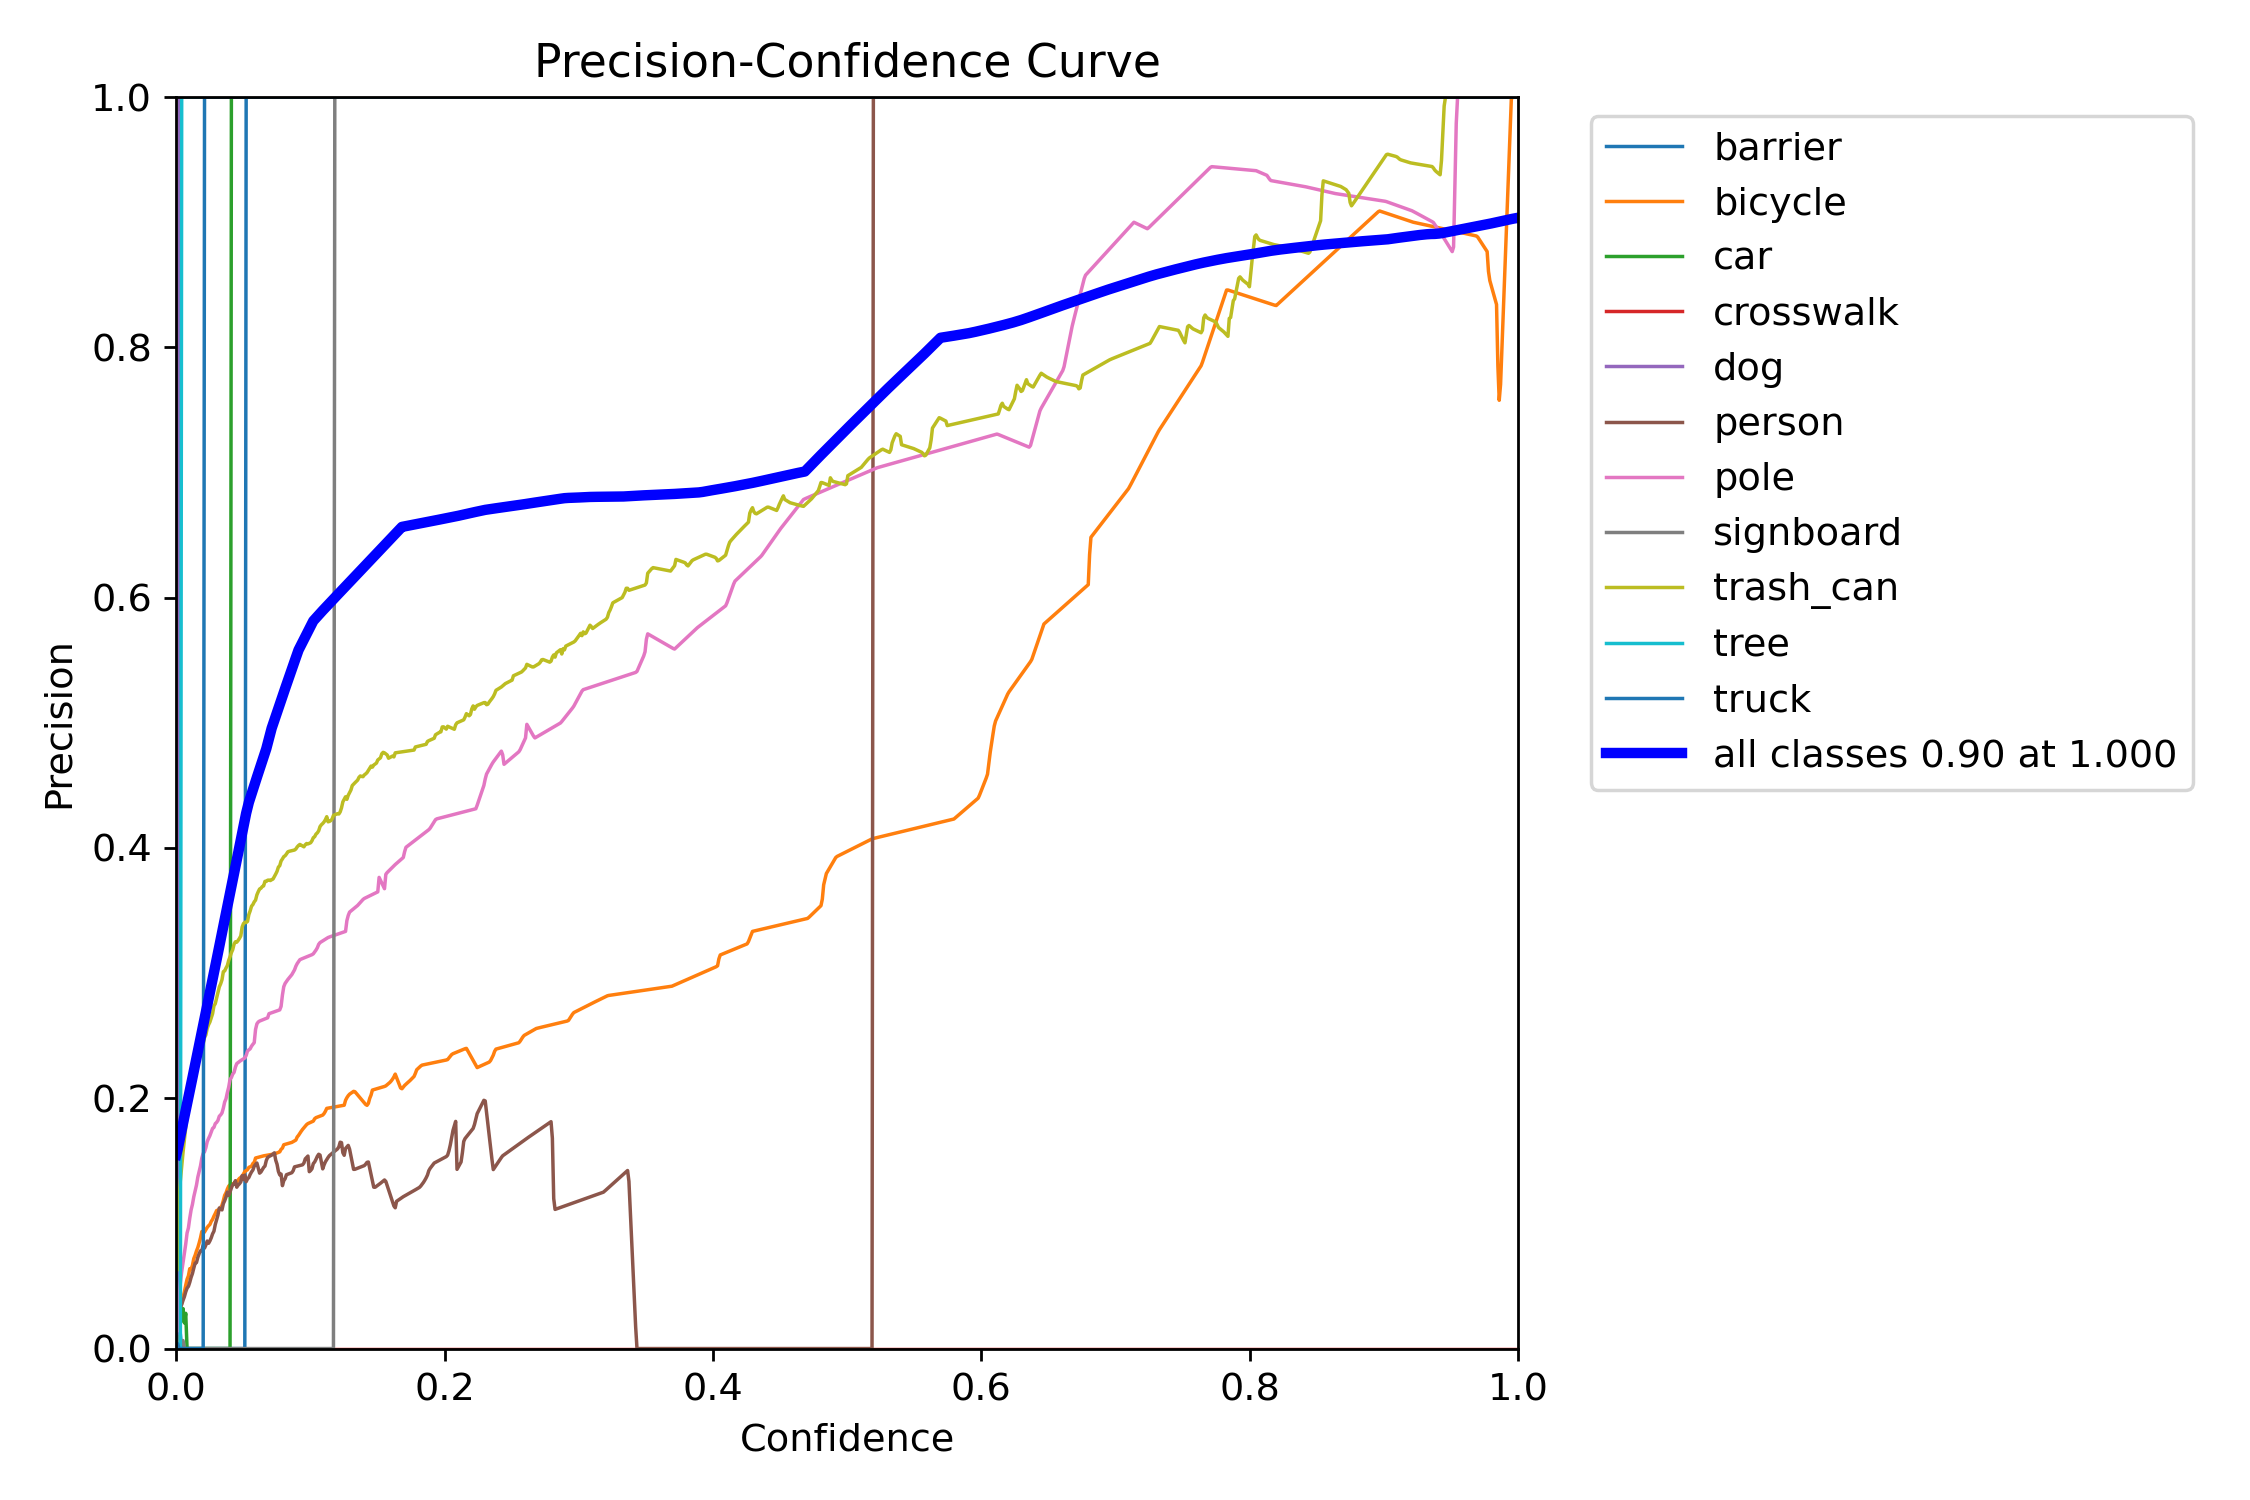 Precision-Confidence Curve
1.0
0.8
0.6
0.4
0.2
0.0
Precision
0.0 0.2 0.4 0.6 0.8 1.0
Confidence
barrier
bicycle
car
crosswalk
dog
person
pole
signboard
trash_can
tree
truck
all classes 0.90 at 1.000